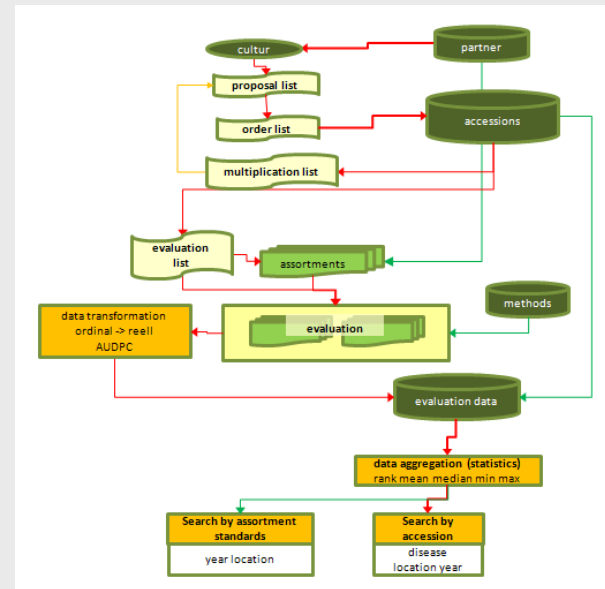 cultur
partner
proposal list
order list
accessions
multiplication list
evaluation
list
assortments
methods
data transformation
ordinal -> reell
AUDPC
evaluation
evaluation data
data aggregation (statistics)
rank mean median min max
Search by assortment
standards
year location
Search by
accession
disease
location year